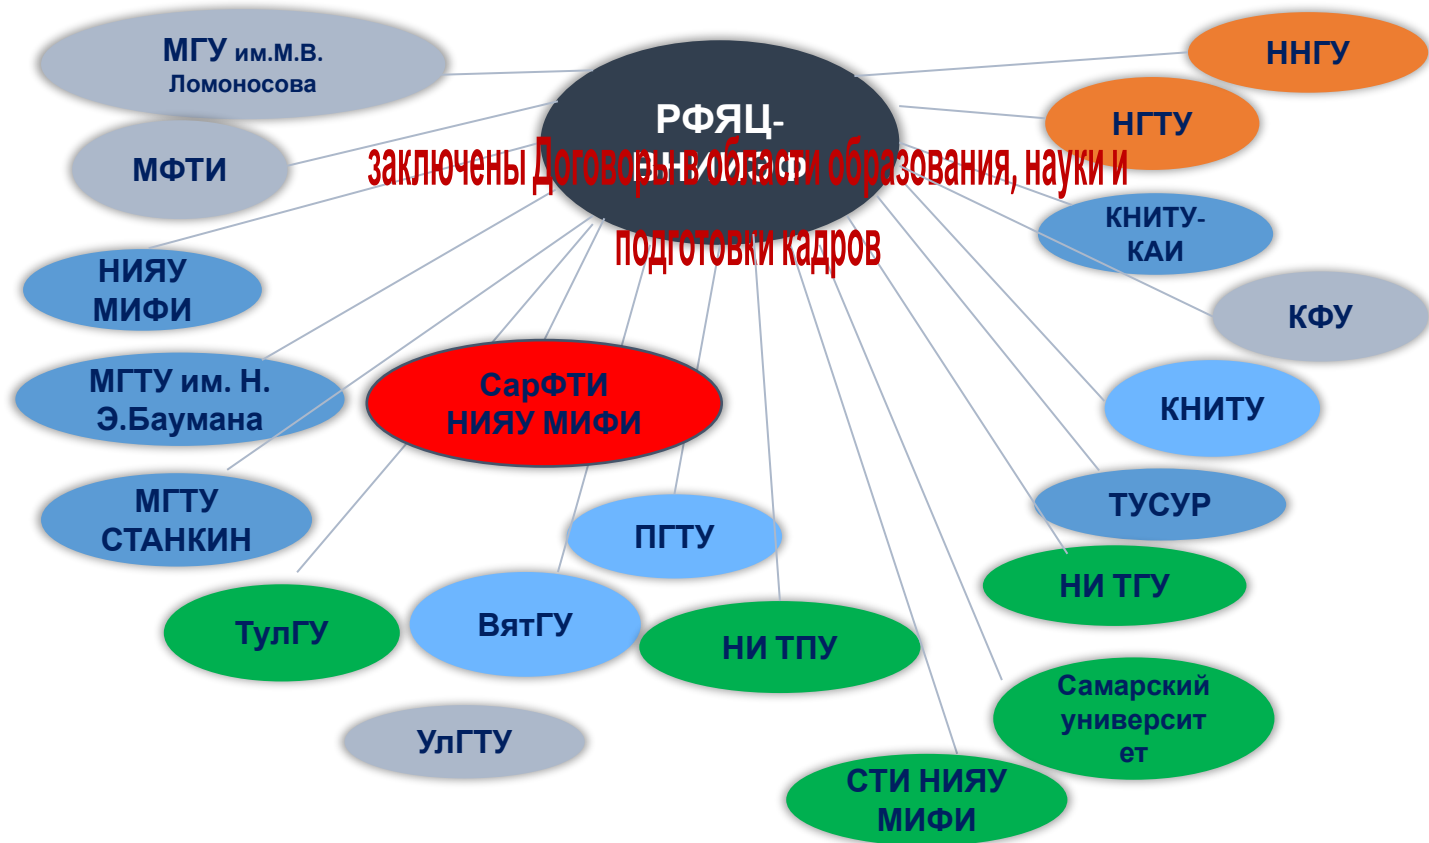 МГУ им.М.В.
Ломоносова
МФТИ
НИЯУ
МИФИ
МГТУ им. Н.
Э.Баумана
МГТУ
СТАНКИН
ТулГУ
УлГТУ
РФЯЦ-
ВНИИЭФ
заключены Договоры в области образования, науки и
подготовки кадров
СарФТИ
НИЯУ МИФИ
ПГТУ
ВятГУ
НИ ТПУ
СТИ НИЯУ
МИФИ
ННГУ
НГТУ
КНИТУ-
КАИ
КФУ
КНИТУ
ТУСУР
НИ ТГУ
Самарский
университ
ет